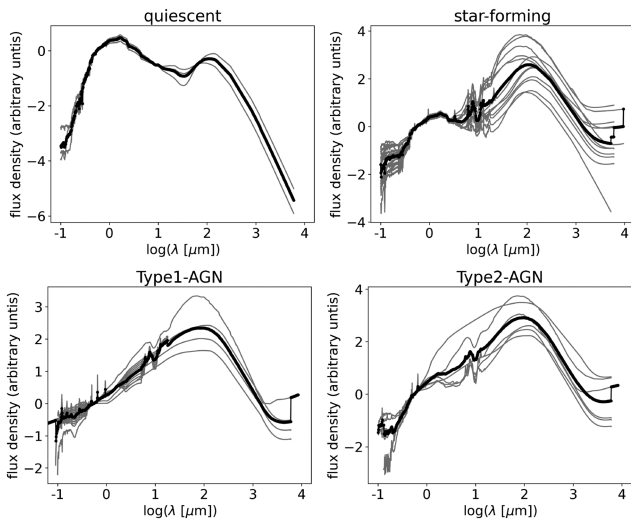 quiescent
flux density (arbitrary untis)
0
−2
−4
−6
-1 0 1 2 3 4
log(λ [μm])
star-forming
flux density (arbitrary untis)
4
2
0
−2
−4
-1 0 1 2 3 4
log(λ [μm])
Type1-AGN
flux density (arbitrary untis)
3
2
1
0
−1
−2
-1 0 1 2 3 4
log(λ [μm])
Type2-AGN
flux density (arbitrary untis)
4
2
0
−2
-1 0 1 2 3 4
log(λ [μm])